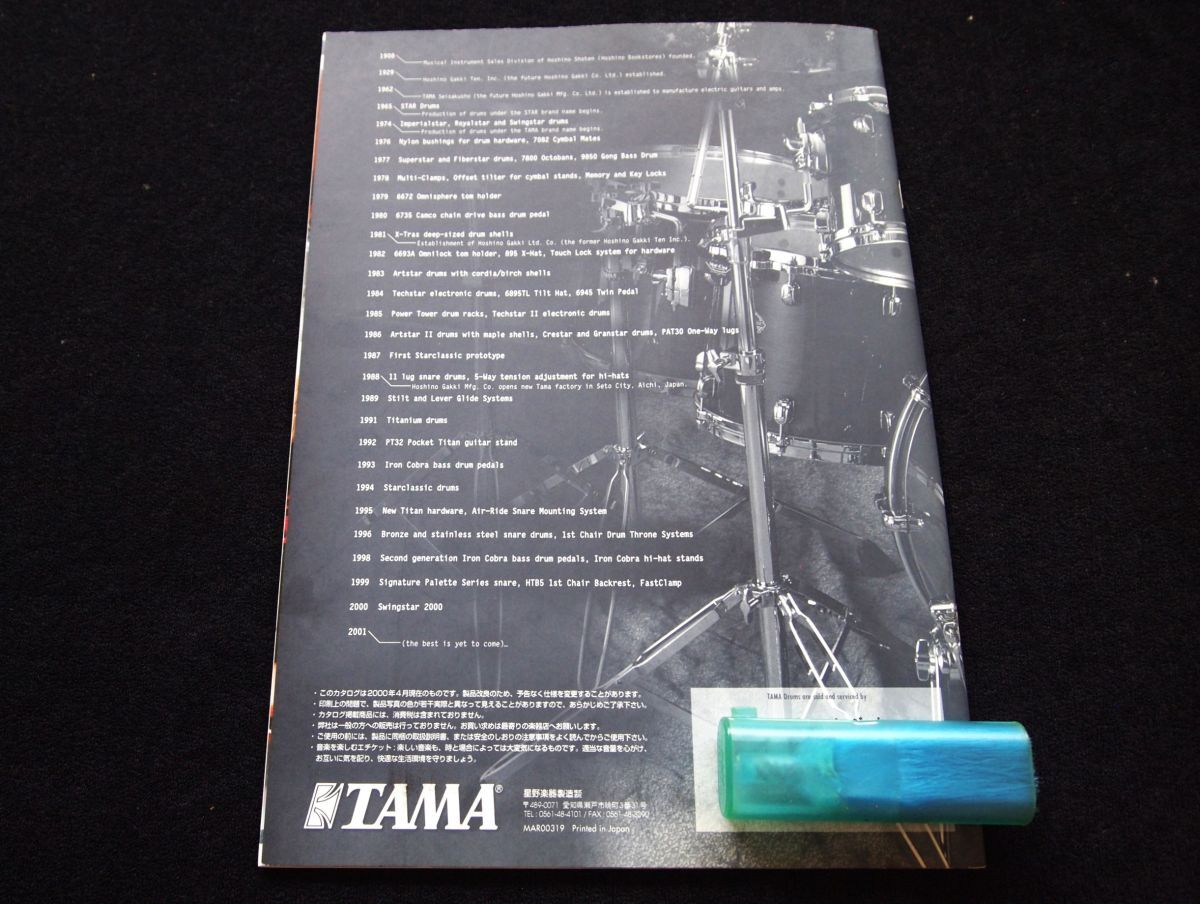 1908 Musical Instrument Sales Division of Hoshino Shoten (Hoshino Bookstores) founded.
1929 Hoshino Gakki Ten, Inc. (the future Hoshino Gakki Co. Ltd.) established.
1962 TAMA Seisakusho (the future Hoshino Gakki Mfg. Co. Ltd.) is established to manufacture electric guitars and amps.
1965 STAR Drums
Production of drums under the STAR brand name begins.
1974 Imperialstar, Royalstar and Swingstar drums
Production of drums under the TAMA brand name begins.
1976 Nylon bushings for drum hardware, 7082 Cymbal Mates
1977 Superstar and Fiberstar drums, 7800 Octobans, 9850 Gong Bass Drum
1978 Multi-Clamps, Offset tilter for cymbal stands, Memory and Key Locks
1979 6672 Omnisphere tom holder
1980 6735 Camco chain drive bass drum pedal
1981 X-Tras deep-sized drum shells
Establishment of Hoshino Gakki Ltd. Co. (the former Hoshino Gakki Ten Inc.).
1982 6693A Omnilock tom holder, 895 X-Hat, Touch Lock system for hardware
1983 Artstar drums with cordia/birch shells
1984 Techstar electronic drums, 6895TL Tilt Hat, 6945 Twin Pedal
1985 Power Tower drum racks, Techstar II electronic drums
1986 Artstar II drums with maple shells, Crestar and Granstar drums, PAT30 One-Way lugs
1987 First Starclassic prototype
1988 11 lug snare drums, 5-Way tension adjustment for hi-hats
Hoshino Gakki Mfg. Co. opens new Tama factory in Seto City, Aichi, Japan.
1989 Stilt and Lever Glide Systems
1991 Titanium drums
1992 PT32 Pocket Titan guitar stand
1993 Iron Cobra bass drum pedals
1994 Starclassic drums
1995 New Titan hardware, Air-Ride Snare Mounting System
1996 Bronze and stainless steel snare drums, 1st Chair Drum Throne Systems
1998 Second generation Iron Cobra bass drum pedals, Iron Cobra hi-hat stands
1999 Signature Palette Series snare, HTB5 1st Chair Backrest, FastClamp
2000 Swingstar 2000
2001 (the best is yet to come)…
・このカタログは2000年4月現在のものです。製品改良のため、予告なく仕様を変更することがあります。
・印刷上の問題で、製品写真の色が若干実際と異なって見えることがありますので、あらかじめご了承下さい。
・カタログ掲載商品には、消費税は含まれておりません。
・弊社は一般の方への販売は行っておりません。お買い求めは最寄りの楽器店へお願いします。
・ご使用の前には、製品に同梱の取扱説明書、または安全のしおりの注意事項をよく読んでからご使用下さい。
・音楽を楽しむエチケット：楽しい音楽も、時と場合によっては大変気になるものです。適当な音量を心がけ、
お互いに気を配り、快適な生活環境を守りましょう。
TAMA®
星野楽器製造㈱
〒489-0071 愛知県瀬戸市暁町3番31号
TEL : 0561-48-4101 / FAX : 0561-48-2090
MAR00319 Printed in Japan
TAMA Drums are sold and serviced by